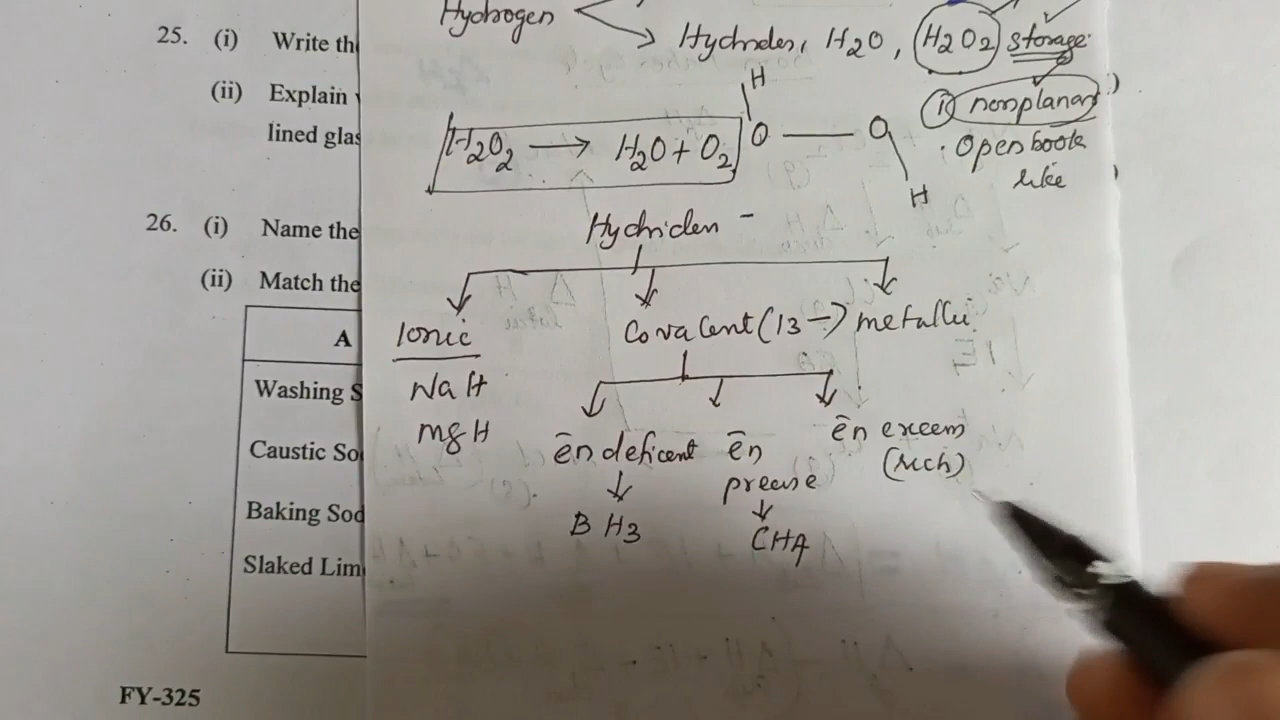 Hydrogen
Hydrides, H2O, H2O2 storage
25. (i) Write th
(ii) Explain
lined glas
H
(i) nonplanar
H2O2 → H2O + O2
O — O
Open book
like
H
26. (i) Name the
(ii) Match the
Hydrides -
A
Ionic
Covalent (13 -)
metallic
Washing S
NaH
MgH
Caustic So
ēn deficent
ēn
precise
ēn excess
(rich)
Baking Sod
BH3
CH4
Slaked Lim
FY-325